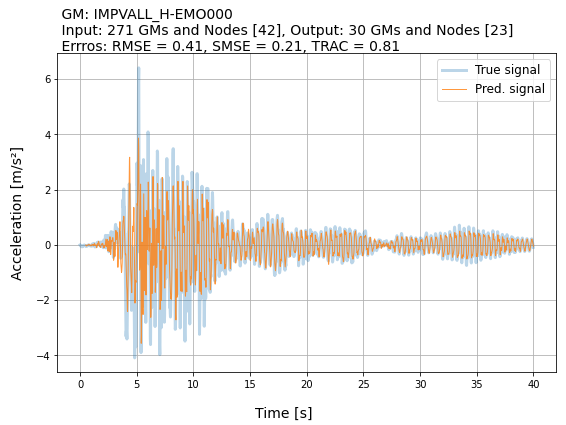 GM: IMPVALL_H-EMO000
Input: 271 GMs and Nodes [42], Output: 30 GMs and Nodes [23]
Errros: RMSE = 0.41, SMSE = 0.21, TRAC = 0.81
True signal
Pred. signal
Acceleration [m/s²]
6
4
2
0
−2
−4
0 5 10 15 20 25 30 35 40
Time [s]